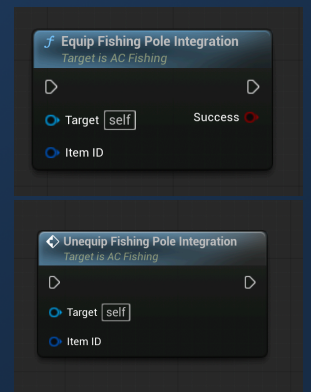 f Equip Fishing Pole Integration
Target is AC Fishing
Target self
Success
Item ID
Unequip Fishing Pole Integration
Target is AC Fishing
Target self
Item ID